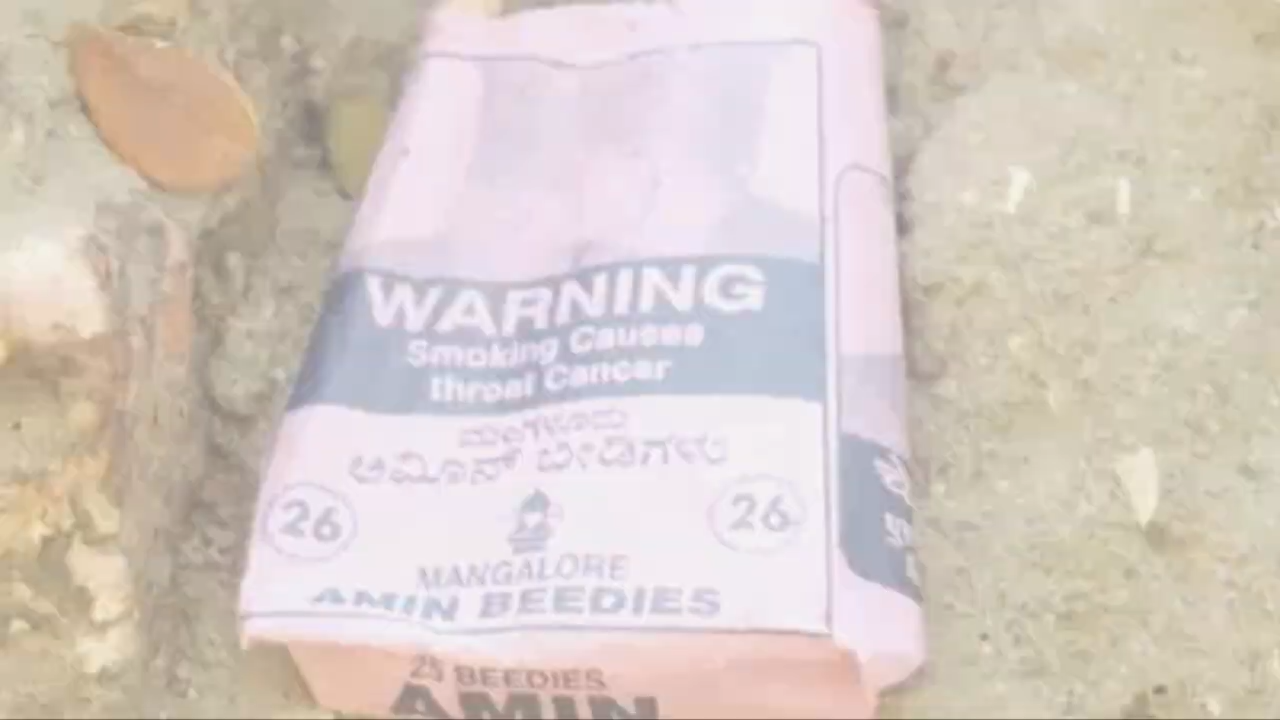 WARNING
Smoking Causes
throat Cancer
ಮಂಗಳೂರು
ಅಮೀನ್ ಬೀಡಿಗಳು
26
26
MANGALORE
AMIN BEEDIES
25 BEEDIES
AMIN